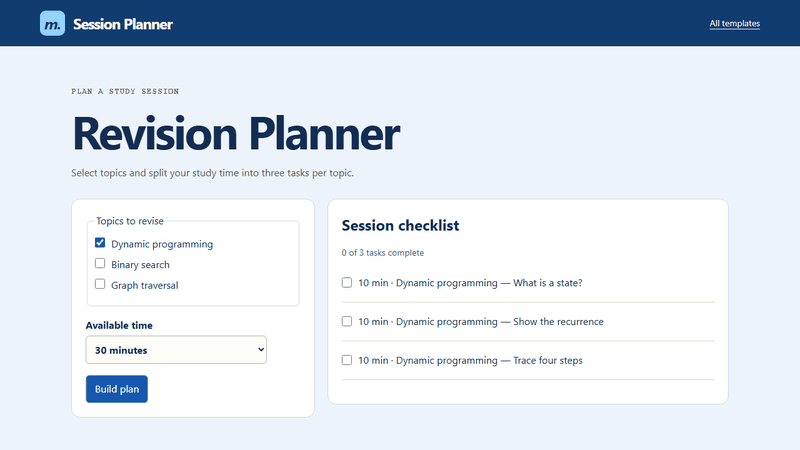 m. Session Planner
All templates
PLAN A STUDY SESSION
Revision Planner
Select topics and split your study time into three tasks per topic.
Topics to revise
Dynamic programming
Binary search
Graph traversal
Available time
30 minutes
Build plan
Session checklist
0 of 3 tasks complete
10 min · Dynamic programming — What is a state?
10 min · Dynamic programming — Show the recurrence
10 min · Dynamic programming — Trace four steps